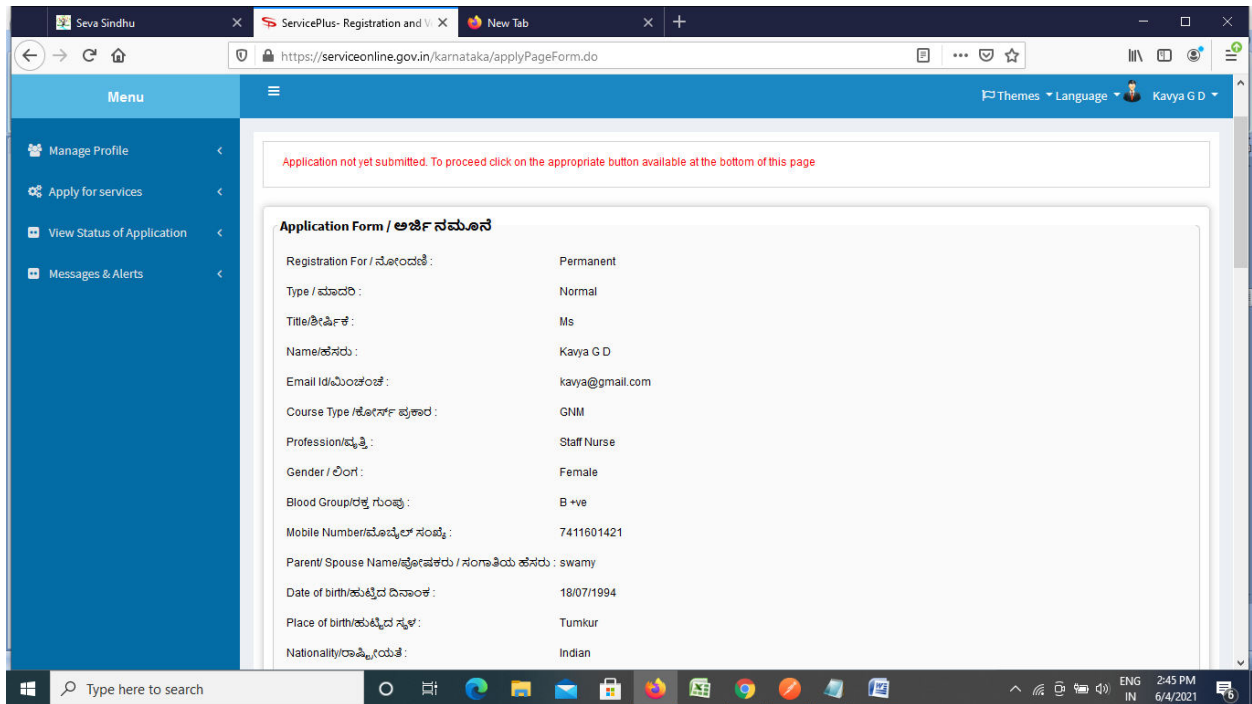 Seva Sindhu
ServicePlus- Registration and V
New Tab
https://serviceonline.gov.in/karnataka/applyPageForm.do
Menu
Themes Language Kavya G D
Manage Profile
Apply for services
View Status of Application
Messages & Alerts
Application not yet submitted. To proceed click on the appropriate button available at the bottom of this page
Application Form / ಅರ್ಜಿ ನಮೂನೆ
Registration For / ನೋಂದಣಿ : Permanent
Type / ಮಾದರಿ : Normal
Title/ಶೀರ್ಷಿಕೆ : Ms
Name/ಹೆಸರು : Kavya G D
Email Id/ಮಿಂಚಂಚೆ : kavya@gmail.com
Course Type /ಕೋರ್ಸ್ ಪ್ರಕಾರ : GNM
Profession/ವೃತ್ತಿ : Staff Nurse
Gender / ಲಿಂಗ : Female
Blood Group/ರಕ್ತ ಗುಂಪು : B +ve
Mobile Number/ಮೊಬೈಲ್ ಸಂಖ್ಯೆ : 7411601421
Parent/ Spouse Name/ಪೋಷಕರು / ಸಂಗಾತಿಯ ಹೆಸರು : swamy
Date of birth/ಹುಟ್ಟಿದ ದಿನಾಂಕ : 18/07/1994
Place of birth/ಹುಟ್ಟಿದ ಸ್ಥಳ : Tumkur
Nationality/ರಾಷ್ಟ್ರೀಯತೆ : Indian
Type here to search
ENG 2:45 PM
IN 6/4/2021
6